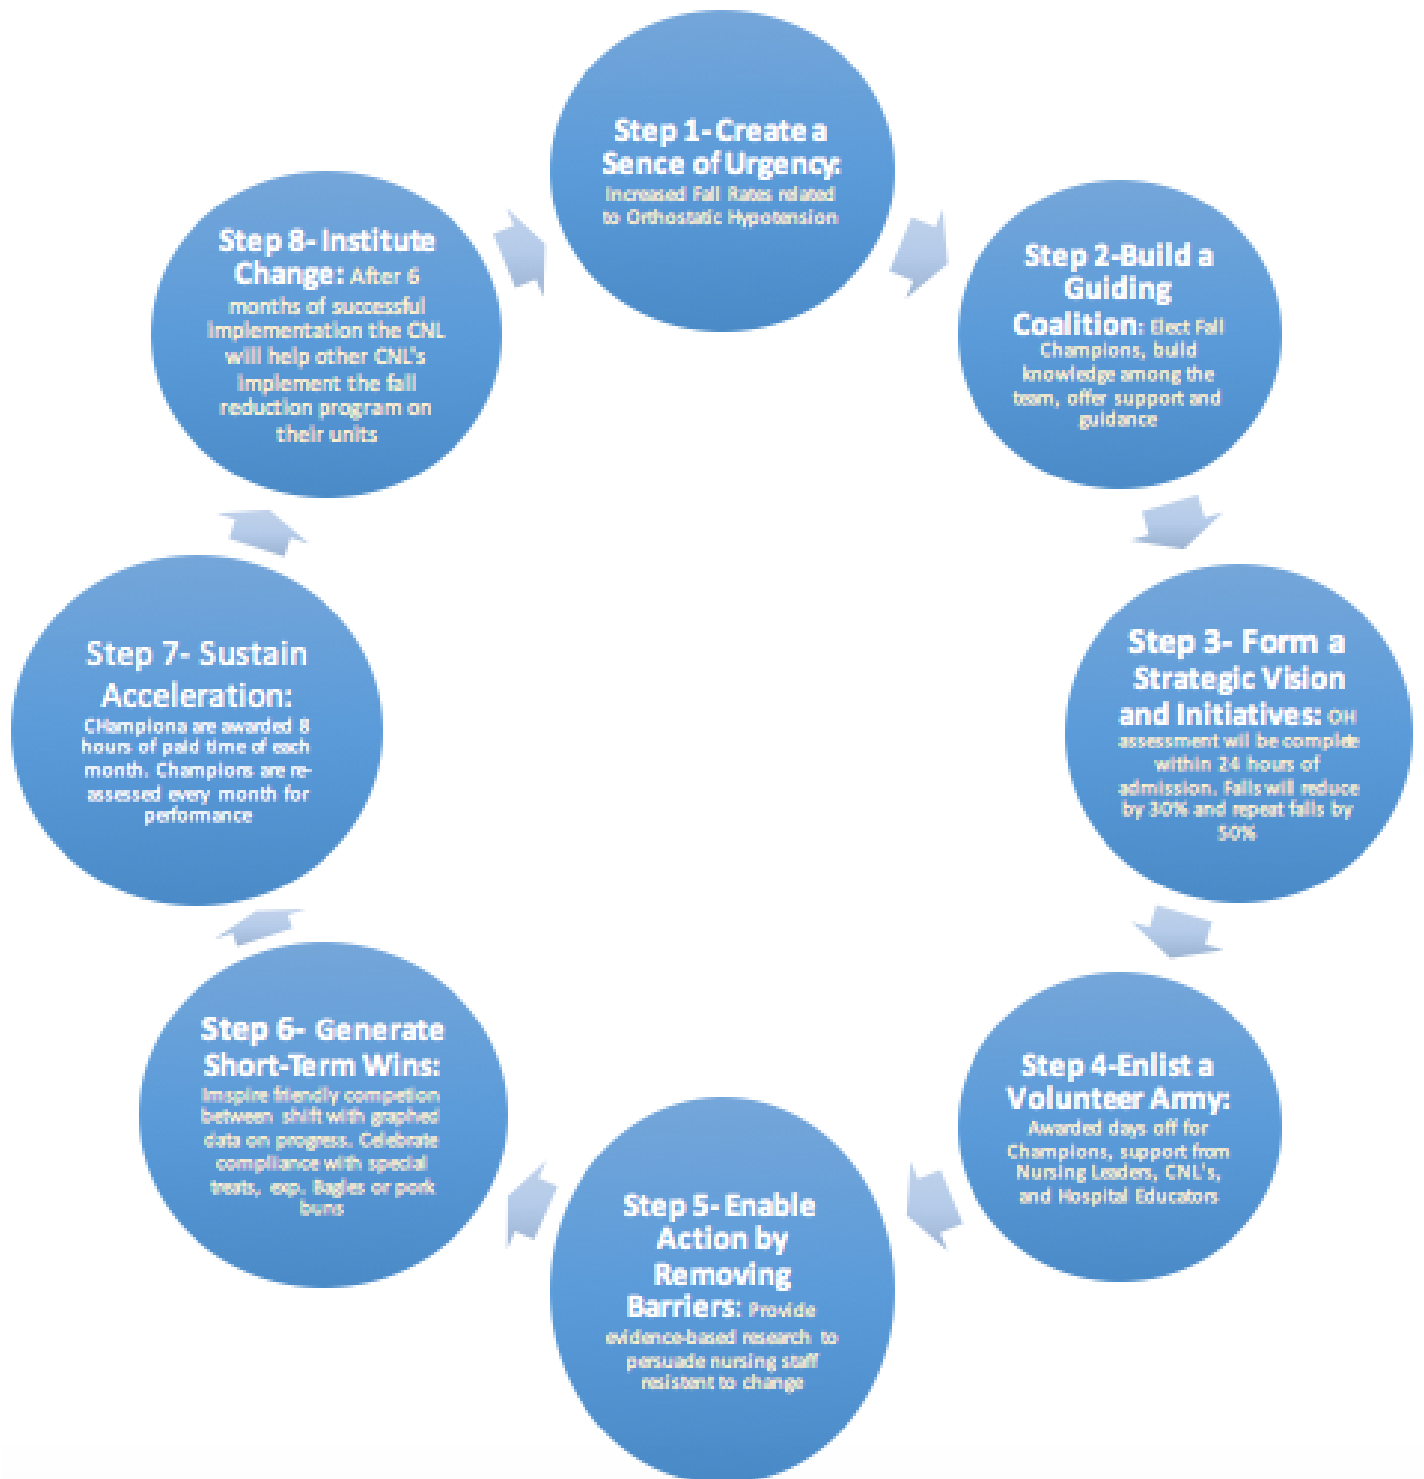 Step 1- Create a
Sence of Urgency:
Increased Fall Rates related
to Orthostatic Hypotension
Step 2-Build a
Guiding
Coalition: Elect Fall
Champions, build
knowledge among the
team, offer support and
guidance
Step 3- Form a
Strategic Vision
and Initiatives: OH
assessment will be complete
within 24 hours of
admission. Falls will reduce
by 30% and repeat falls by
50%
Step 4-Enlist a
Volunteer Army:
Awarded days off for
Champions, support from
Nursing Leaders, CNL's,
and Hospital Educators
Step 5- Enable
Action by
Removing
Barriers: Provide
evidence-based research to
persuade nursing staff
resistent to change
Step 6- Generate
Short-Term Wins:
Imspire friendly competion
between shift with graphed
data on progress. Celebrate
compliance with special
treats, exp. Bagles or pork
buns
Step 7- Sustain
Acceleration:
CHampiona are awarded 8
hours of paid time of each
month. Champions are re-
assessed every month for
performance
Step 8- Institute
Change: After 6
months of successful
implementation the CNL
will help other CNL's
implement the fall
reduction program on
their units